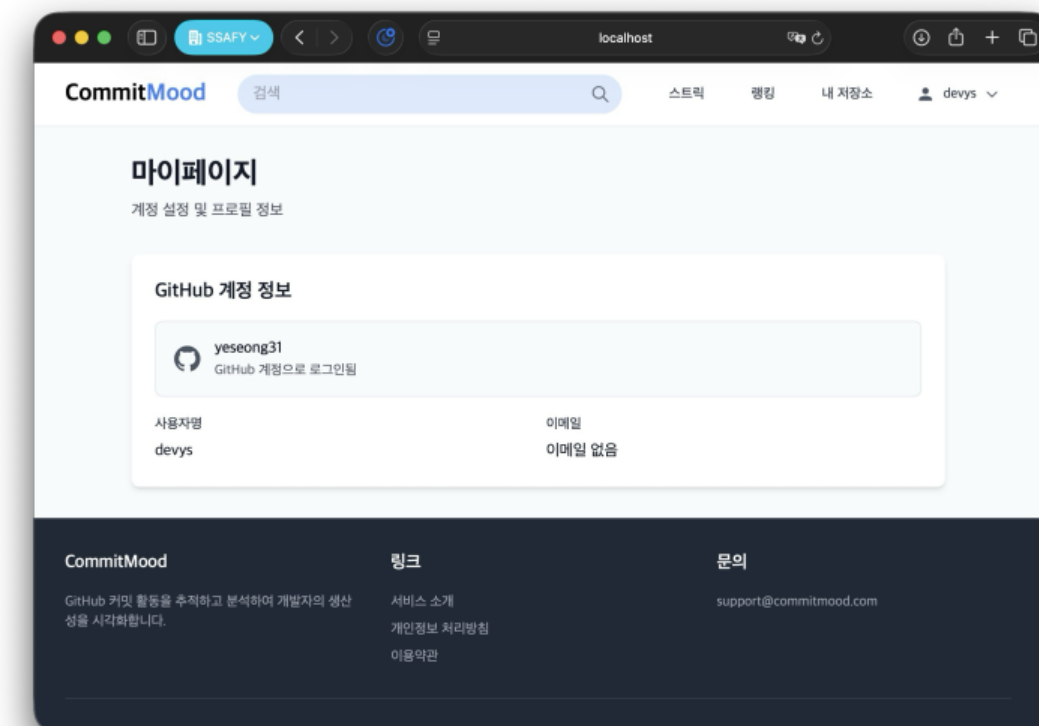 SSAFY
localhost
CommitMood
검색
스트릭
랭킹
내 저장소
devys
마이페이지
계정 설정 및 프로필 정보
GitHub 계정 정보
yeseong31
GitHub 계정으로 로그인됨
사용자명
devys
이메일
이메일 없음
CommitMood
GitHub 커밋 활동을 추적하고 분석하여 개발자의 생산
성을 시각화합니다.
링크
서비스 소개
개인정보 처리방침
이용약관
문의
support@commitmood.com